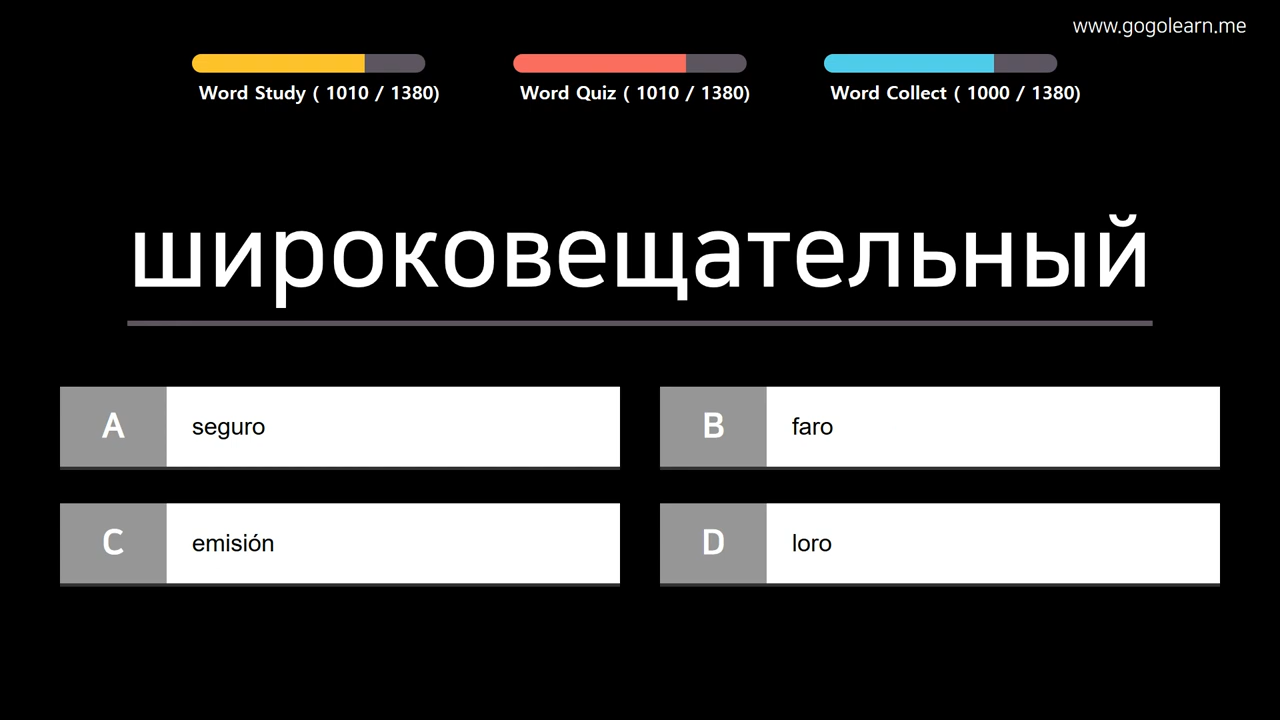 www.gogolearn.me
Word Study ( 1010 / 1380)
Word Quiz ( 1010 / 1380)
Word Collect ( 1000 / 1380)
широковещательный
A seguro
B faro
C emisión
D loro